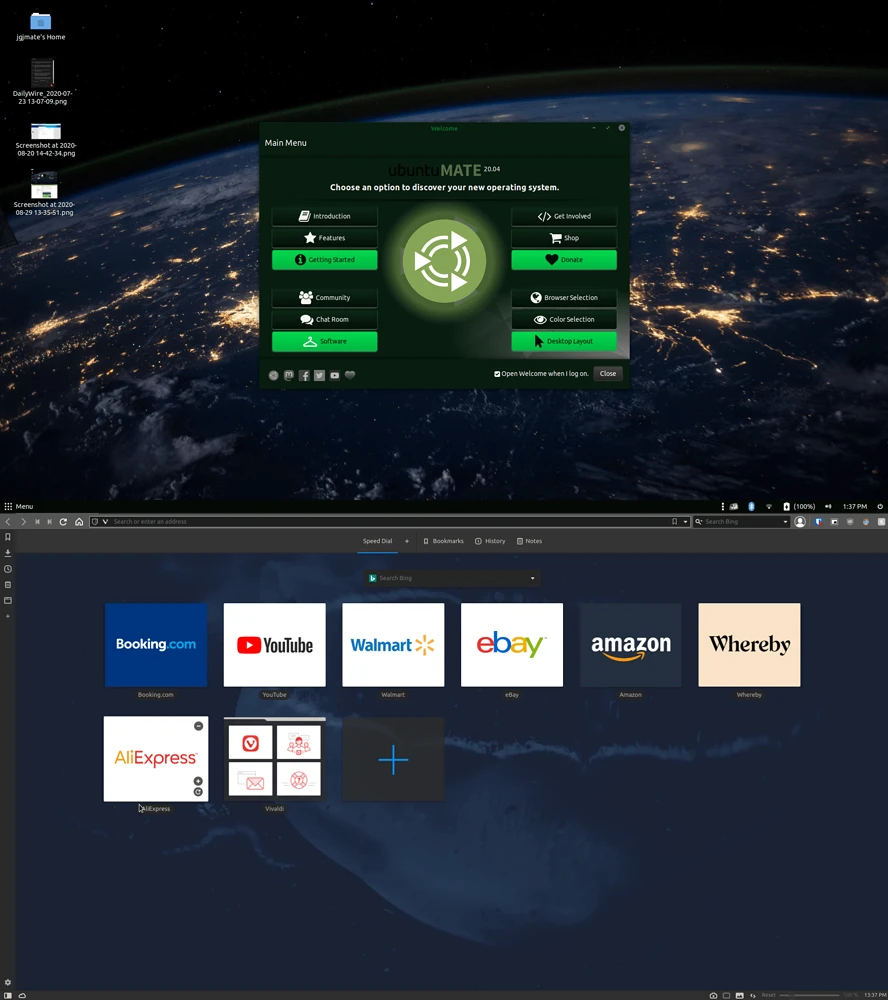 jgjmate's Home
DailyWire_2020-07-
23 13-07-09.png
Screenshot at 2020-
08-20 14-42-34.png
Screenshot at 2020-
08-29 13-35-51.png
Welcome
Main Menu
ubuntuMATE 20.04
Choose an option to discover your new operating system.
Introduction
Get Involved
Features
Shop
Getting Started
Donate
Community
Browser Selection
Chat Room
Color Selection
Software
Desktop Layout
Open Welcome when I log on.
Close
Menu
(100%)
1:37 PM
Search or enter an address
Search Bing
Speed Dial
Bookmarks
History
Notes
Search Bing
Booking.com
YouTube
Walmart
ebay
amazon
Whereby
Booking.com
YouTube
Walmart
eBay
Amazon
Whereby
AliExpress
AliExpress
Vivaldi
Reset
13:37 PM